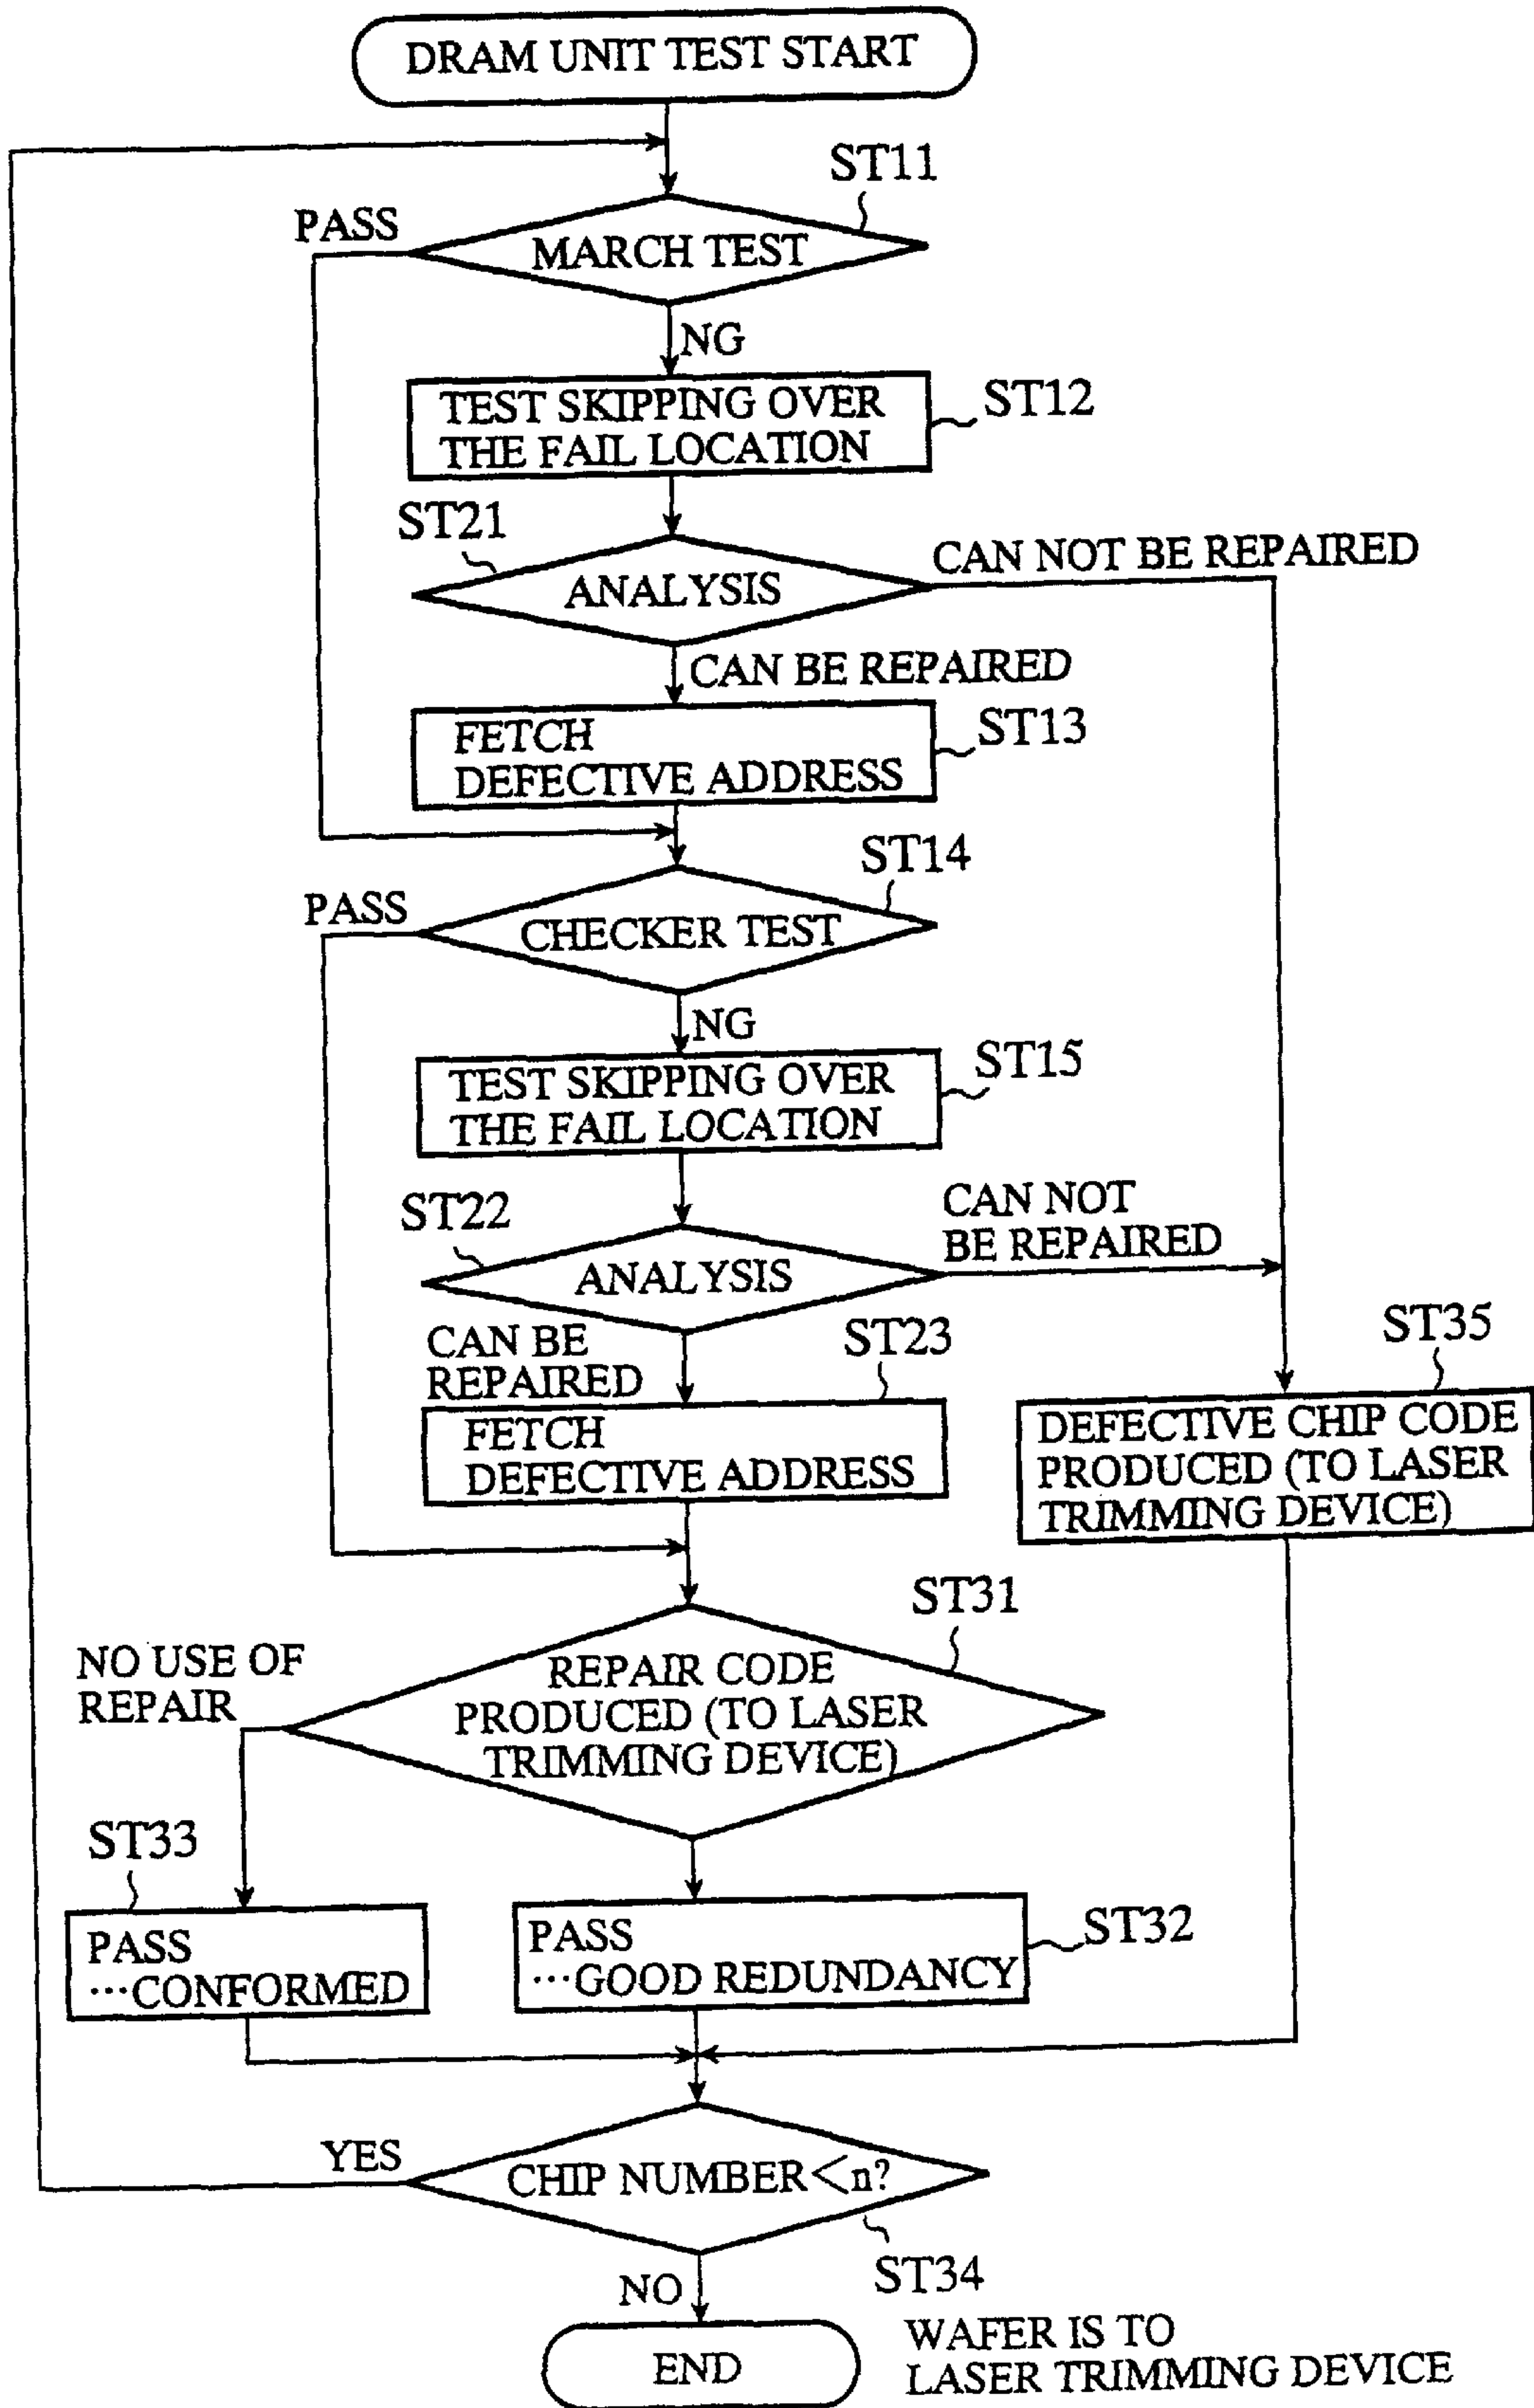 DRAM UNIT TEST START
ST11
PASS
MARCH TEST
NG
TEST SKIPPING OVER
THE FAIL LOCATION
ST12
ST21
ANALYSIS
CAN NOT BE REPAIRED
CAN BE REPAIRED
FETCH
DEFECTIVE ADDRESS
ST13
ST14
PASS
CHECKER TEST
NG
TEST SKIPPING OVER
THE FAIL LOCATION
ST15
ST22
ANALYSIS
CAN NOT
BE REPAIRED
CAN BE
REPAIRED
ST23
FETCH
DEFECTIVE ADDRESS
ST35
DEFECTIVE CHIP CODE
PRODUCED (TO LASER
TRIMMING DEVICE)
ST31
NO USE OF
REPAIR
REPAIR CODE
PRODUCED (TO LASER
TRIMMING DEVICE)
ST33
PASS
···CONFORMED
PASS
···GOOD REDUNDANCY
ST32
YES
CHIP NUMBER<n?
ST34
NO
END
WAFER IS TO
LASER TRIMMING DEVICE